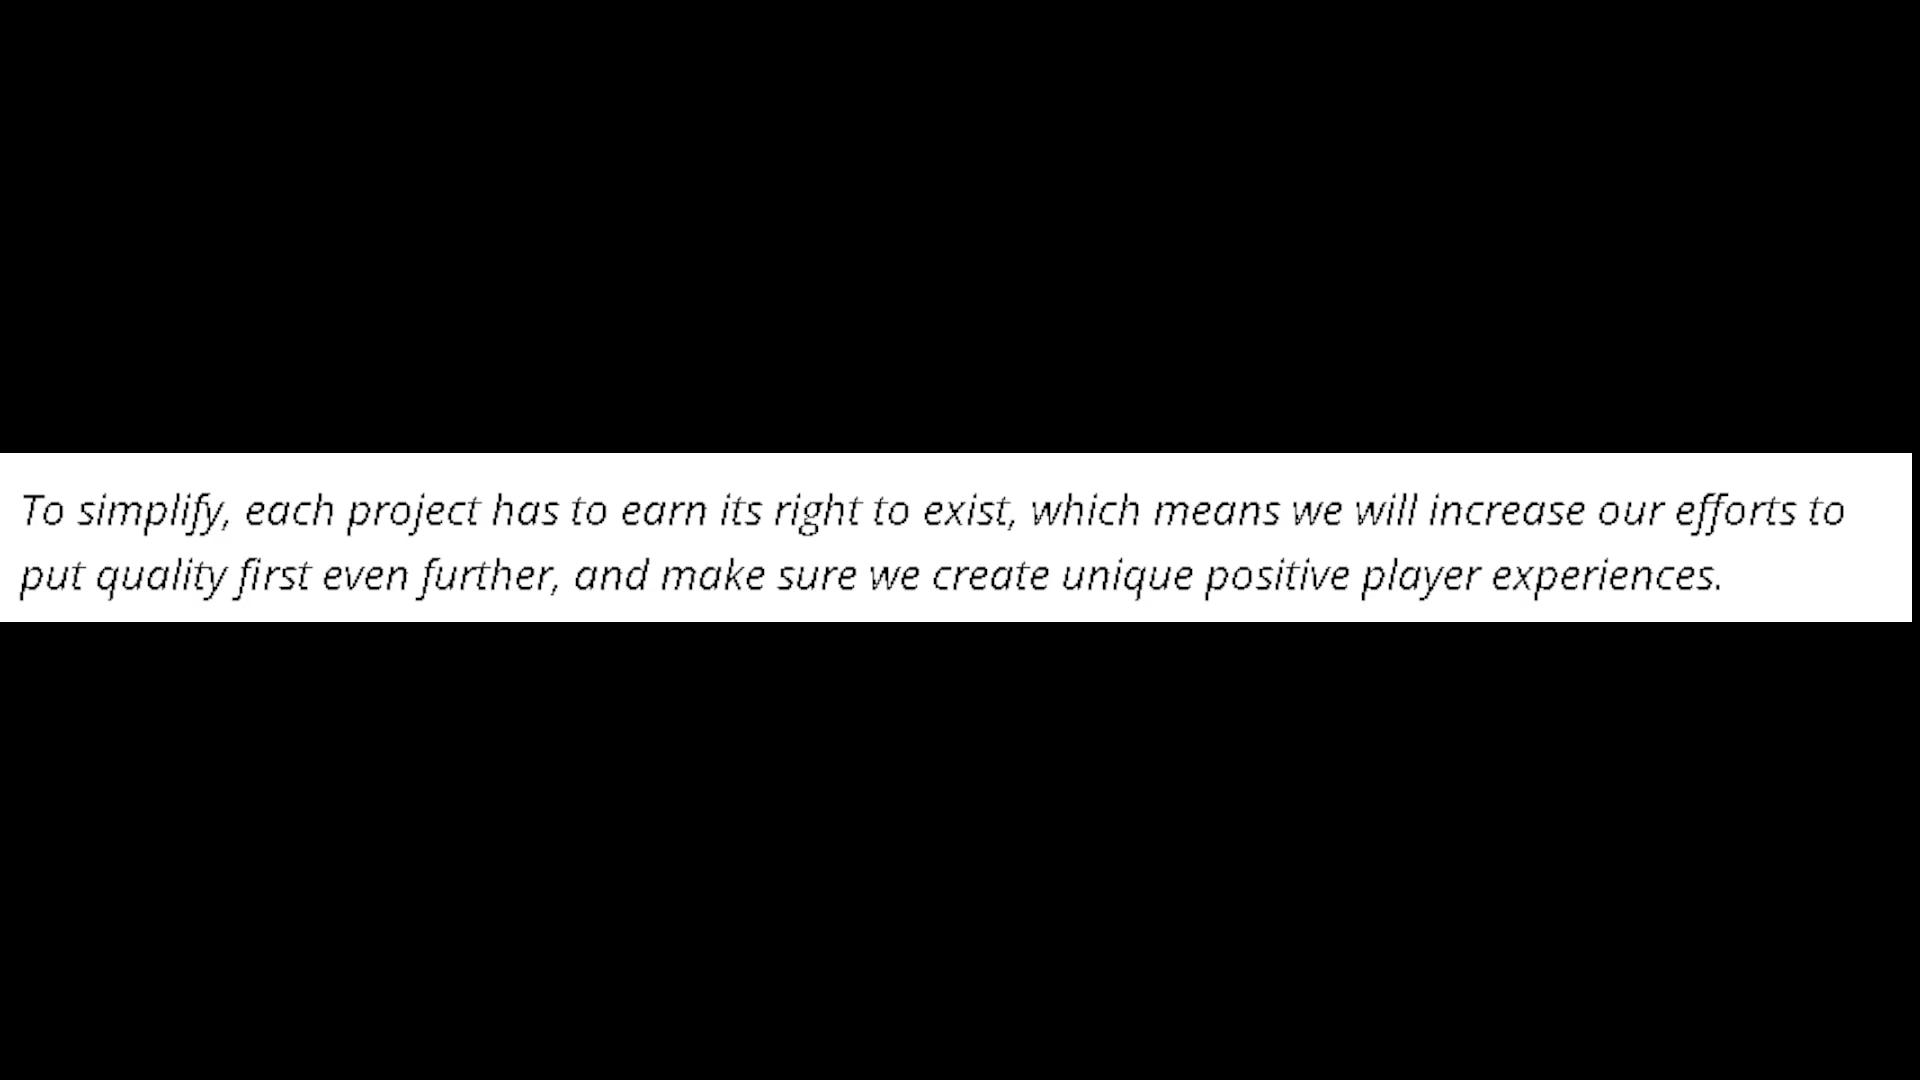 To simplify, each project has to earn its right to exist, which means we will increase our efforts to
put quality first even further, and make sure we create unique positive player experiences.